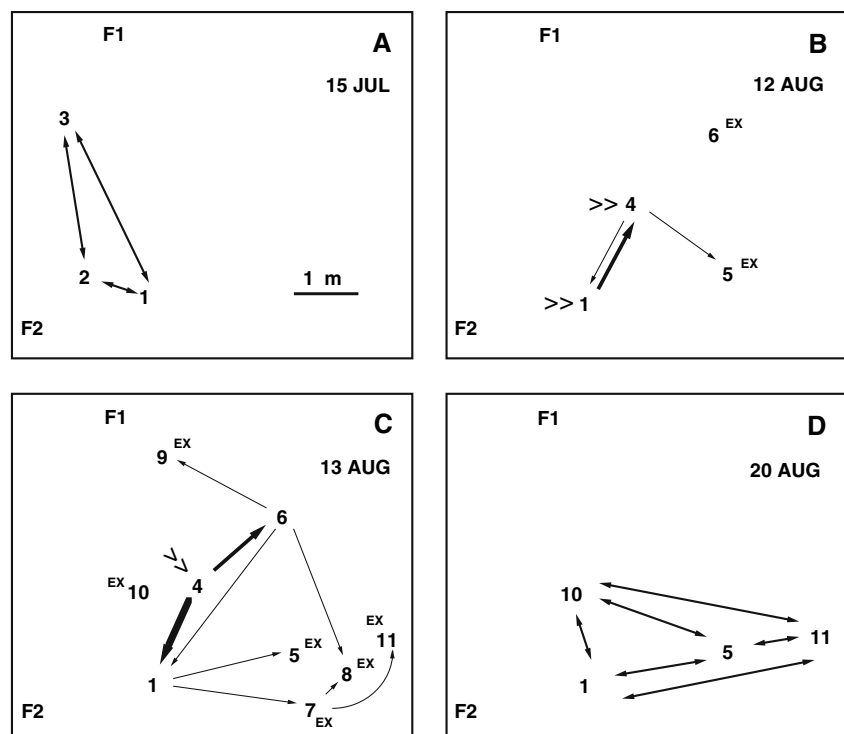 F1
A
15 JUL
3
2
1
1 m
F2
F1
B
12 AUG
6 EX
>> 4
5 EX
>> 1
F2
F1
C
13 AUG
9 EX
6
>>
4
EX 10
EX
11
5 EX
8 EX
1
7 EX
F2
F1
D
20 AUG
10
11
5
1
F2